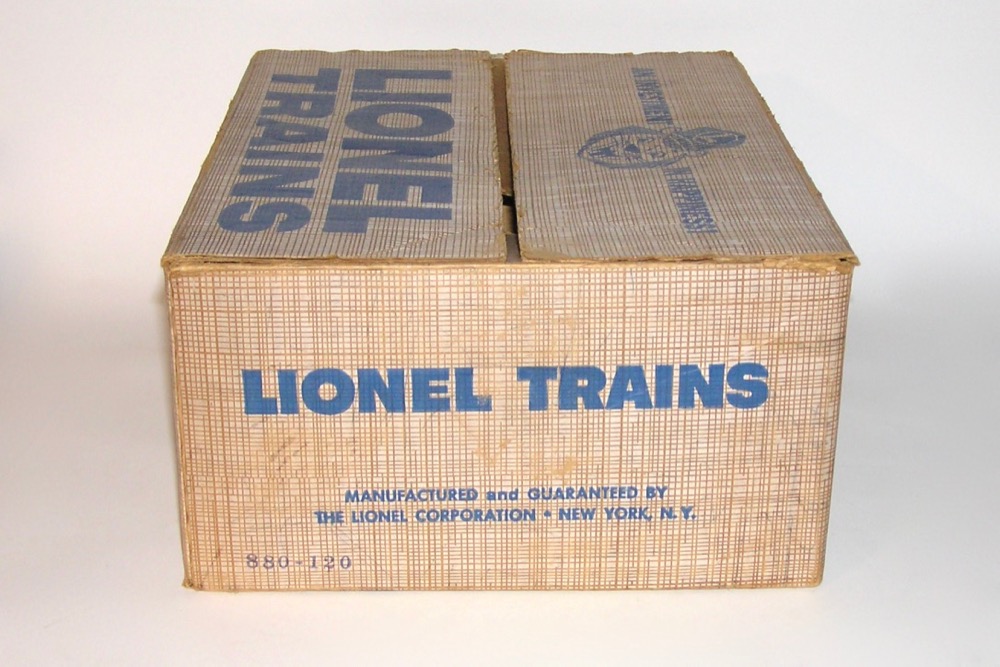 LIONEL
TRAINS
LIONEL TRAINS
MANUFACTURED and GUARANTEED BY
THE LIONEL CORPORATION • NEW YORK, N.Y.
880-120